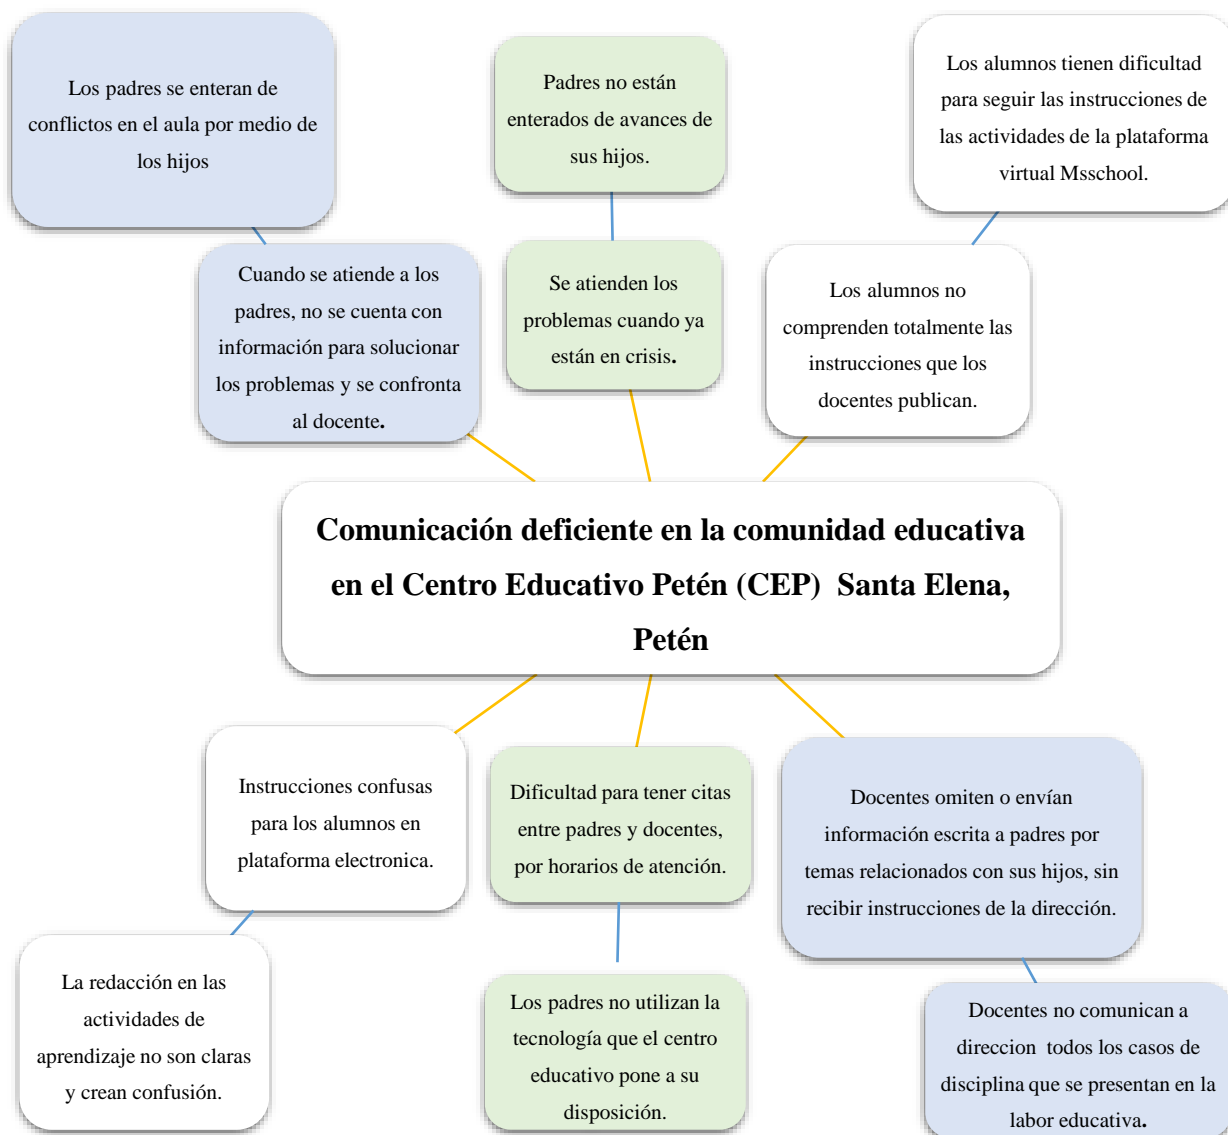 Los padres se enteran de
conflictos en el aula por medio de
los hijos
Padres no están
enterados de avances de
sus hijos.
Los alumnos tienen dificultad
para seguir las instrucciones de
las actividades de la plataforma
virtual Msschool.
Cuando se atiende a los
padres, no se cuenta con
información para solucionar
los problemas y se confronta
al docente.
Se atienden los
problemas cuando ya
están en crisis.
Los alumnos no
comprenden totalmente las
instrucciones que los
docentes publican.
Comunicación deficiente en la comunidad educativa
en el Centro Educativo Petén (CEP) Santa Elena,
Petén
Instrucciones confusas
para los alumnos en
plataforma electronica.
Dificultad para tener citas
entre padres y docentes,
por horarios de atención.
Docentes omiten o envían
información escrita a padres por
temas relacionados con sus hijos, sin
recibir instrucciones de la dirección.
La redacción en las
actividades de
aprendizaje no son claras
y crean confusión.
Los padres no utilizan la
tecnología que el centro
educativo pone a su
disposición.
Docentes no comunican a
direccion todos los casos de
disciplina que se presentan en la
labor educativa.